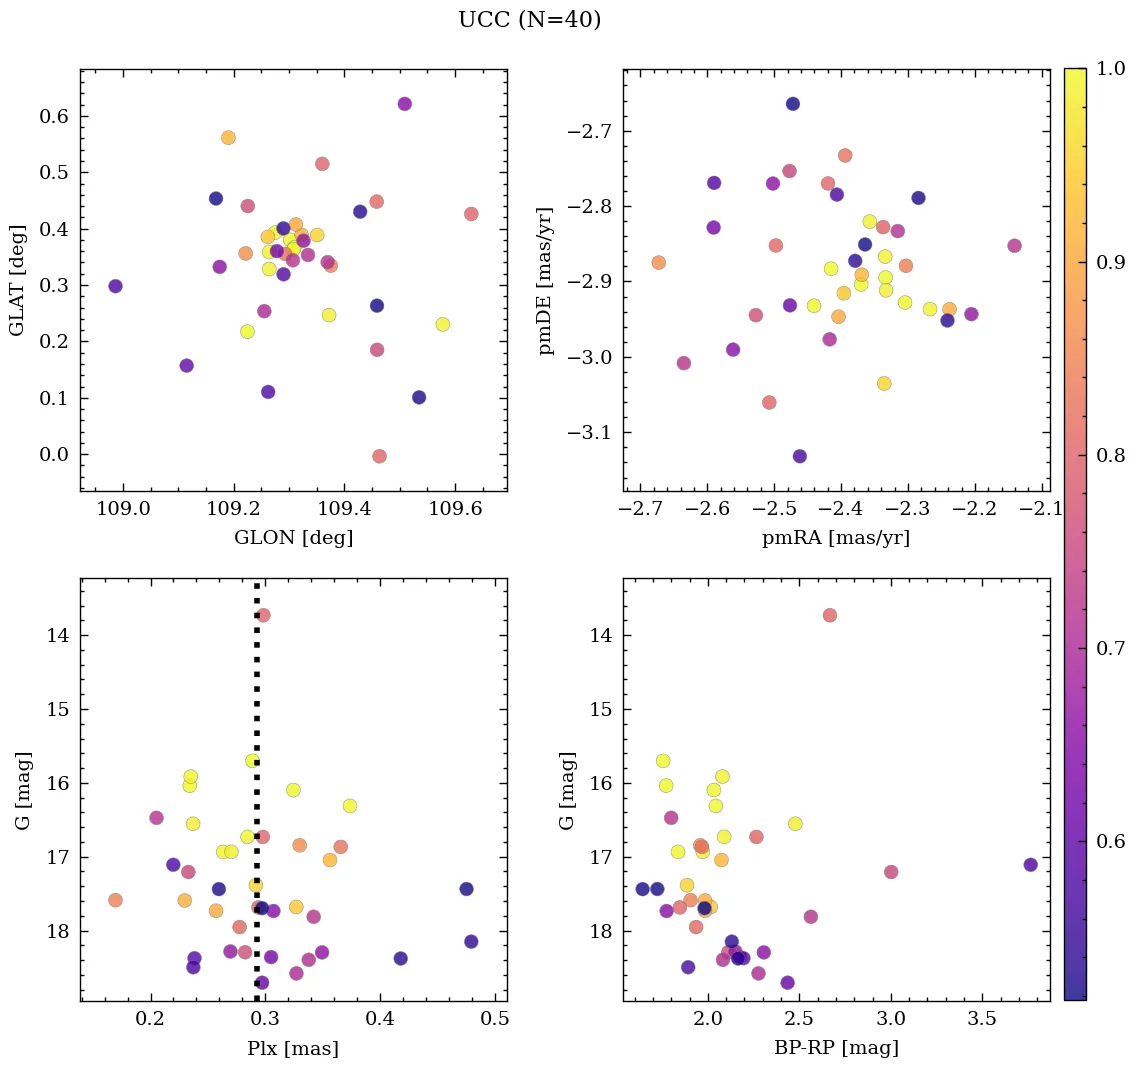 UCC (N=40)
0.6
0.5
0.4
0.3
0.2
0.1
0.0
GLAT [deg]
109.0 109.2 109.4 109.6
GLON [deg]
−2.7
−2.8
−2.9
−3.0
−3.1
pmDE [mas/yr]
−2.7 −2.6 −2.5 −2.4 −2.3 −2.2 −2.1
pmRA [mas/yr]
1.0
0.9
0.8
0.7
0.6
14
15
16
17
18
G [mag]
0.2 0.3 0.4 0.5
Plx [mas]
14
15
16
17
18
G [mag]
2.0 2.5 3.0 3.5
BP-RP [mag]